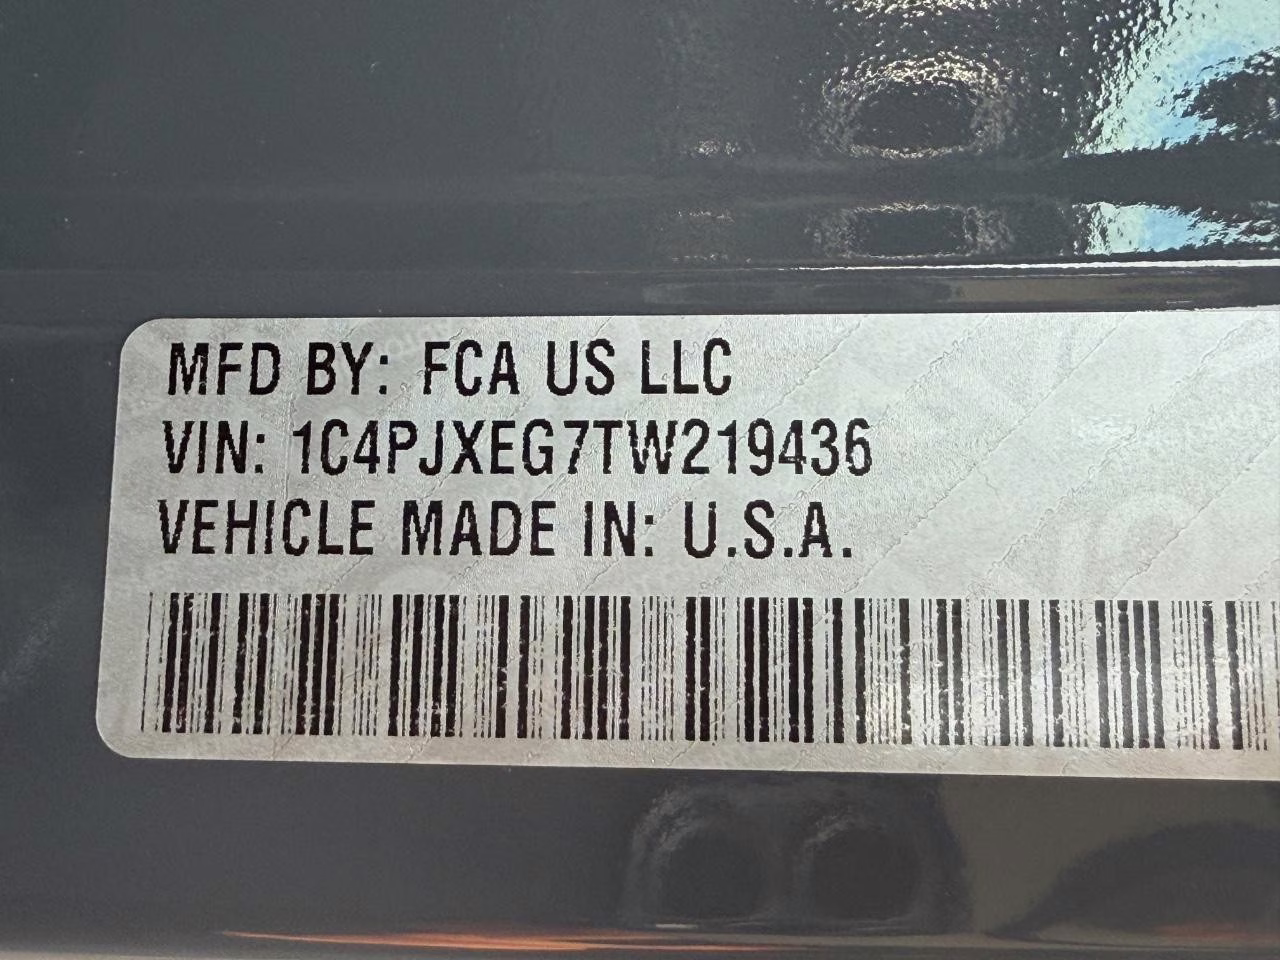 MFD BY: FCA US LLC
VIN: 1C4PJXEG7TW219436
VEHICLE MADE IN: U.S.A.